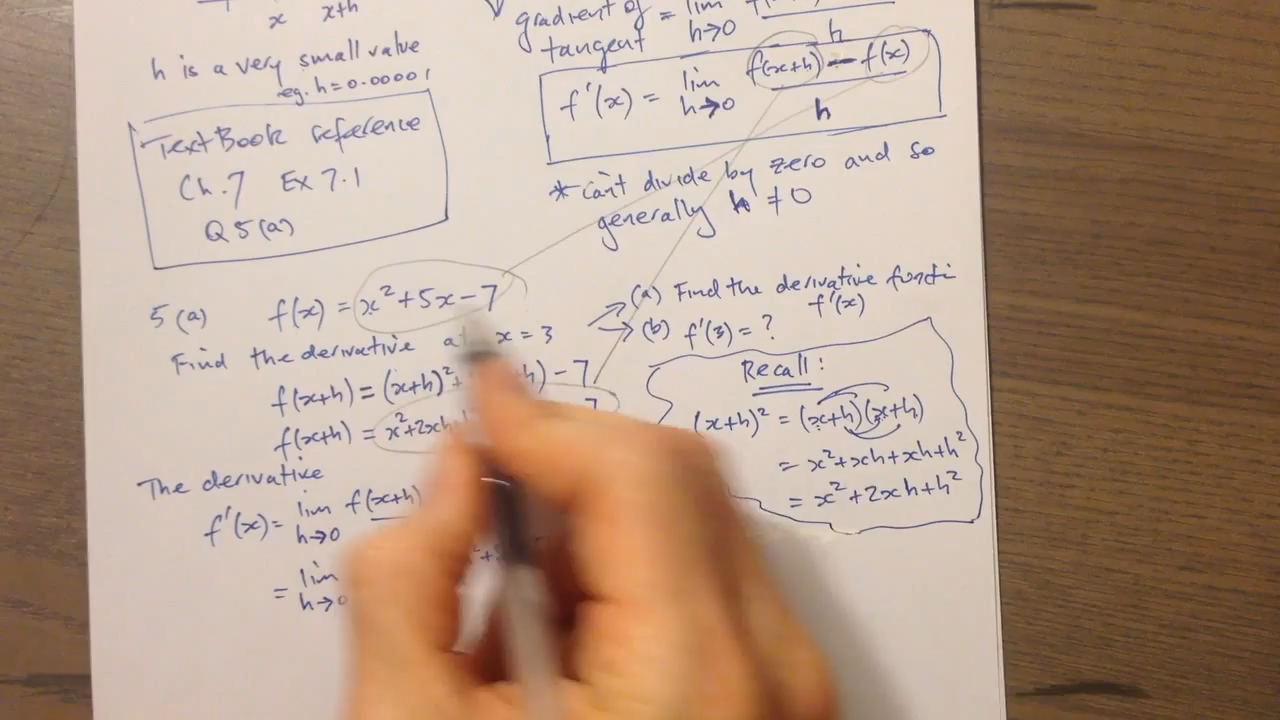 x x+h
h is a very small value
eg. h=0.00001
Textbook reference
Ch.7 Ex 7.1
Q5(a)
gradient of = lim
tangent h→0 h
f'(x) = lim f(x+h) - f(x)
h→0 h
* can't divide by zero and so
generally h ≠ 0
5(a) f(x) = x²+5x-7
Find the derivative at x = 3
(a) Find the derivative functi
f'(x)
(b) f'(3) = ?
f(x+h) = (x+h)²+ h) - 7
f(x+h) = x²+2xh
Recall:
(x+h)² = (x+h)(x+h)
= x²+xh+xh+h²
= x²+2xh+h²
The derivative
f'(x) = lim f(x+h)
h→0
= lim
h→0